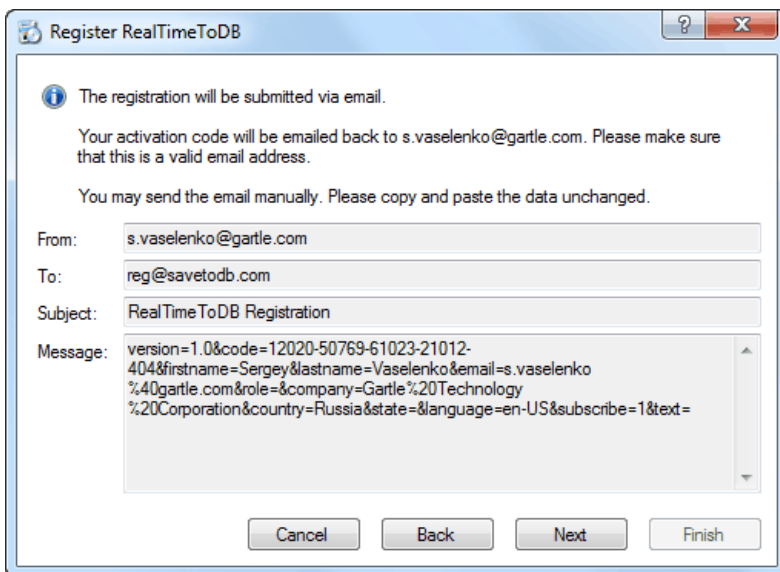 Register RealTimeToDB
The registration will be submitted via email.
Your activation code will be emailed back to s.vaselenko@gartle.com. Please make sure
that this is a valid email address.
You may send the email manually. Please copy and paste the data unchanged.
From: s.vaselenko@gartle.com
To: reg@savetodb.com
Subject: RealTimeToDB Registration
Message: version=1.0&code=12020-50769-61023-21012-
404&firstname=Sergey&lastname=Vaselenko&email=s.vaselenko
%40gartle.com&role=&company=Gartle%20Technology
%20Corporation&country=Russia&state=&language=en-US&subscribe=1&text=
Cancel Back Next Finish